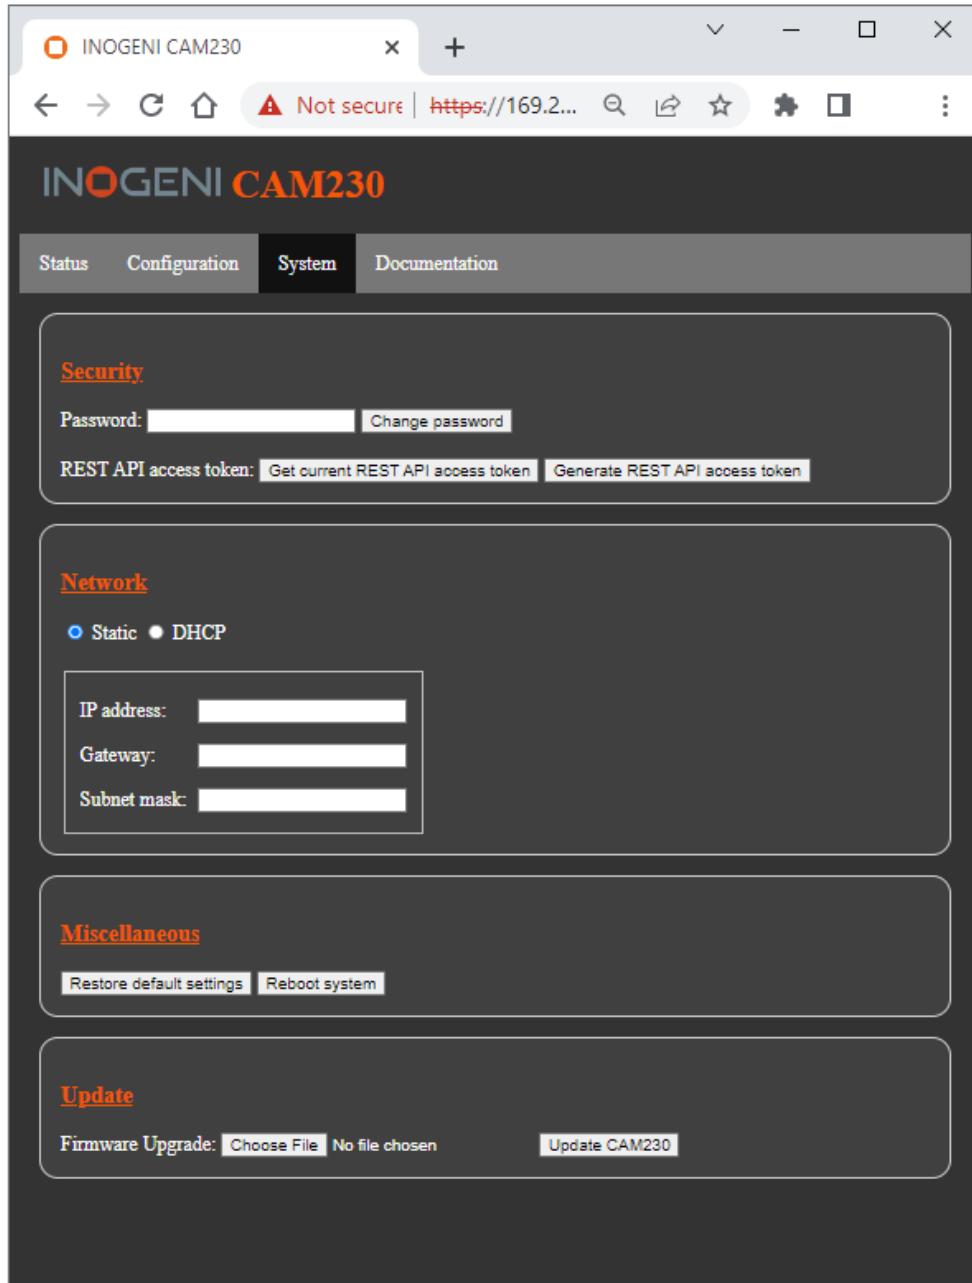 INOGENI CAM230
Not secure https://169.2...
INOGENI CAM230
Status Configuration System Documentation
Security
Password: Change password
REST API access token: Get current REST API access token Generate REST API access token
Network
Static DHCP
IP address:
Gateway:
Subnet mask:
Miscellaneous
Restore default settings Reboot system
Update
Firmware Upgrade: Choose File No file chosen Update CAM230